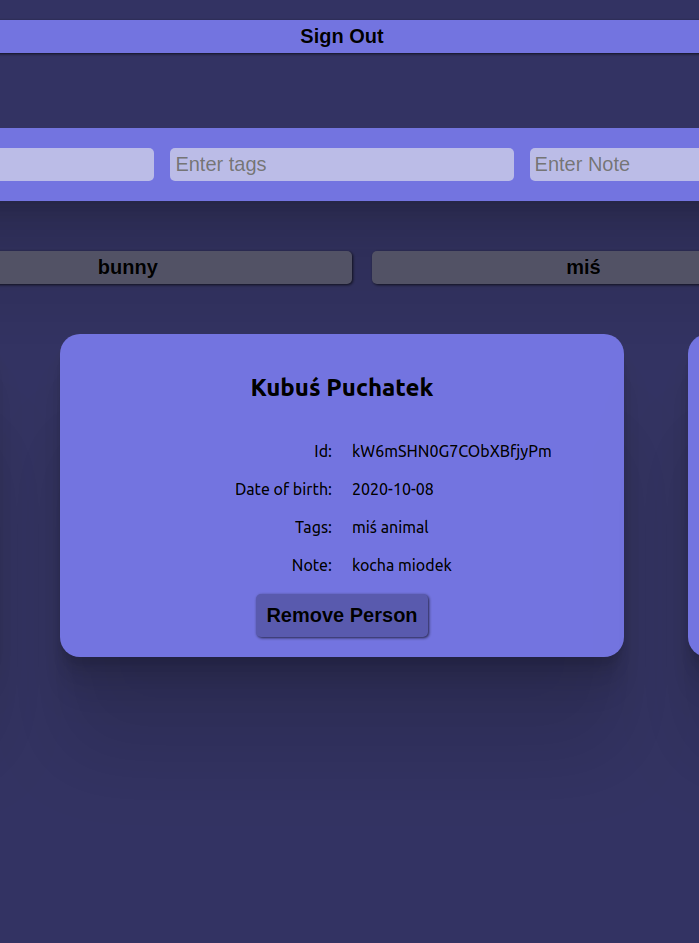 Sign Out
Enter tags Enter Note
bunny miś
Kubuś Puchatek
Id: kW6mSHN0G7CObXBfjyPm
Date of birth: 2020-10-08
Tags: miś animal
Note: kocha miodek
Remove Person